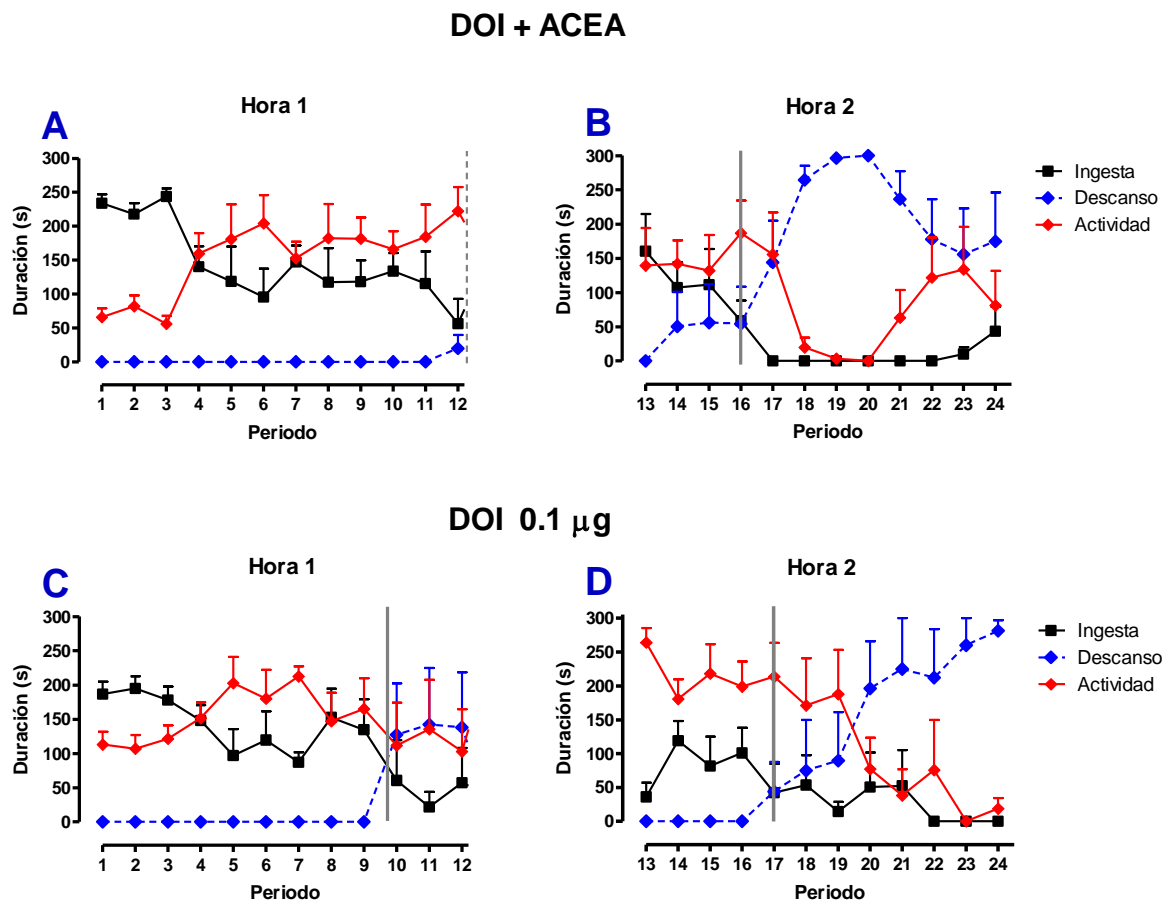 DOI + ACEA
A
Hora 1
Duración (s)
300
250
200
150
100
50
0
1 2 3 4 5 6 7 8 9 10 11 12
Periodo
B
Hora 2
Duración (s)
300
250
200
150
100
50
0
13 14 15 16 17 18 19 20 21 22 23 24
Periodo
Ingesta
Descanso
Actividad
DOI 0.1 μg
C
Hora 1
Duración (s)
300
250
200
150
100
50
0
1 2 3 4 5 6 7 8 9 10 11 12
Periodo
D
Hora 2
Duración (s)
300
250
200
150
100
50
0
13 14 15 16 17 18 19 20 21 22 23 24
Periodo
Ingesta
Descanso
Actividad